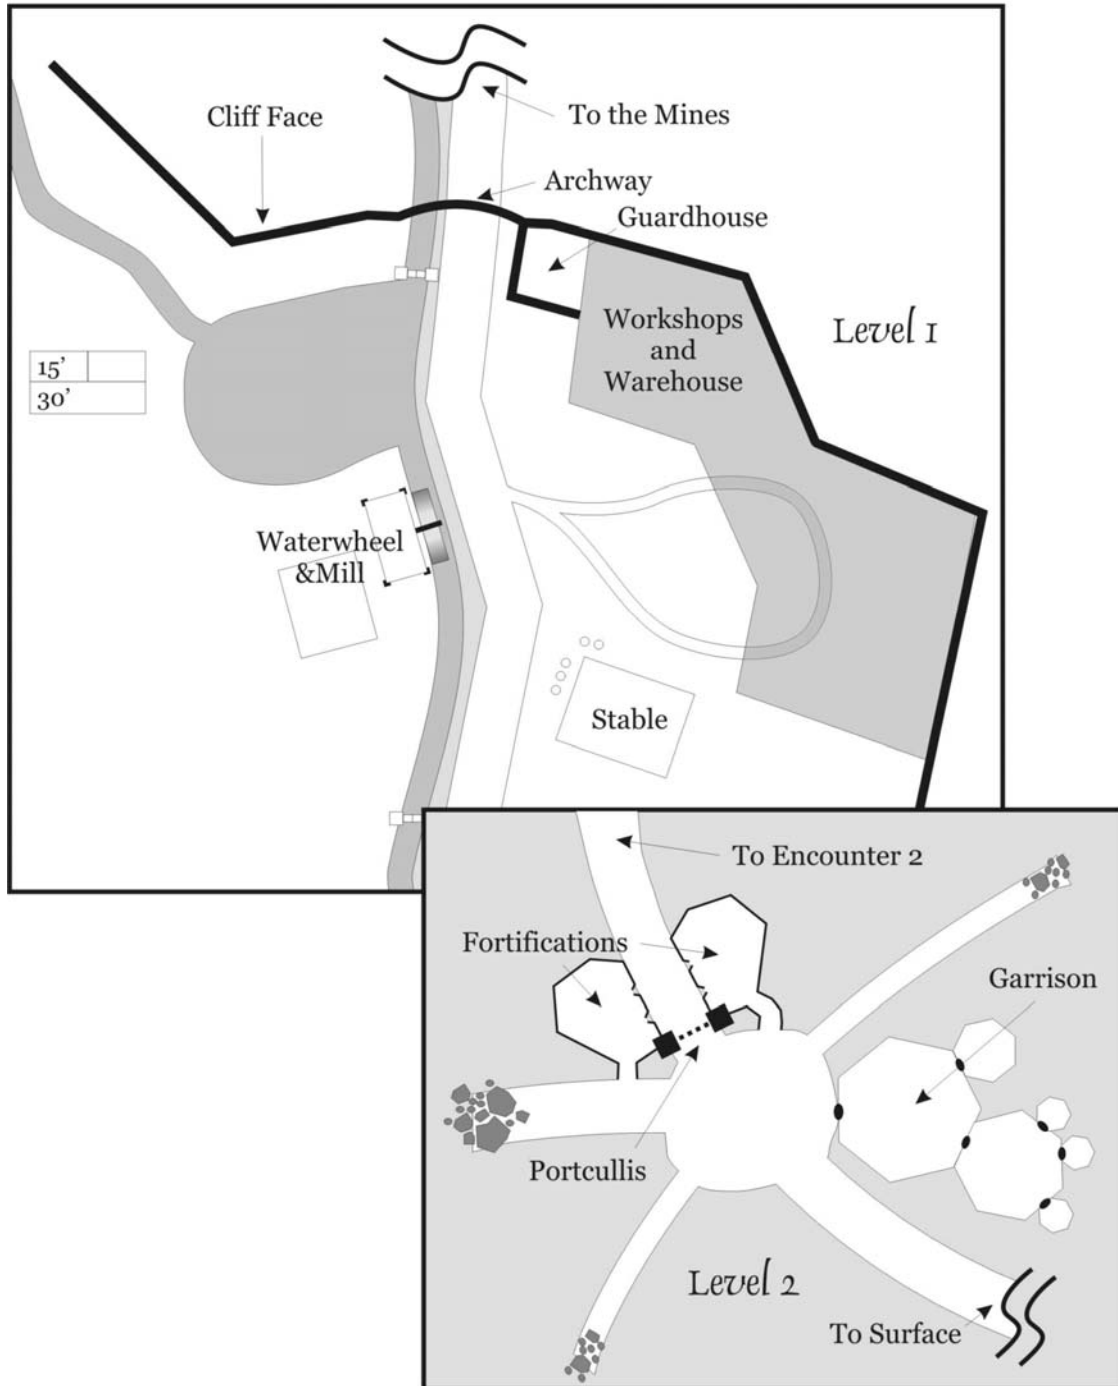 To the Mines
Cliff Face
Archway
Guardhouse
Workshops
and
Warehouse
Level 1
15’
30’
Waterwheel
&Mill
Stable
To Encounter 2
Fortifications
Garrison
Portcullis
Level 2
To Surface